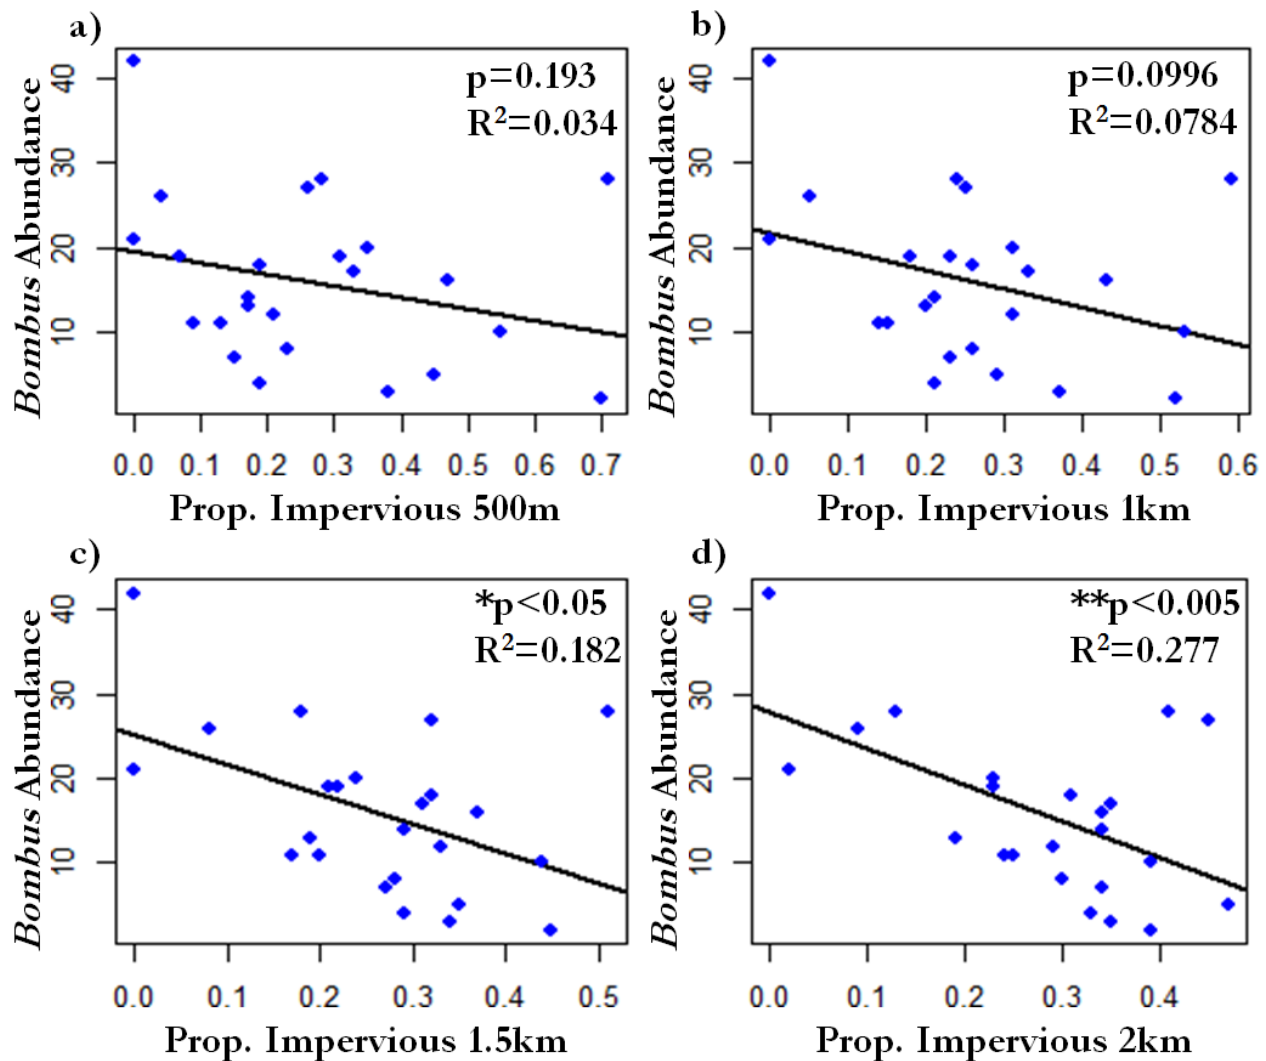 a)
p=0.193
R²=0.034
Bombus Abundance
40
30
20
10
0.0 0.1 0.2 0.3 0.4 0.5 0.6 0.7
Prop. Impervious 500m
b)
p=0.0996
R²=0.0784
Bombus Abundance
40
30
20
10
0.0 0.1 0.2 0.3 0.4 0.5 0.6
Prop. Impervious 1km
c)
*p<0.05
R²=0.182
Bombus Abundance
40
30
20
10
0.0 0.1 0.2 0.3 0.4 0.5
Prop. Impervious 1.5km
d)
**p<0.005
R²=0.277
Bombus Abundance
40
30
20
10
0.0 0.1 0.2 0.3 0.4
Prop. Impervious 2km